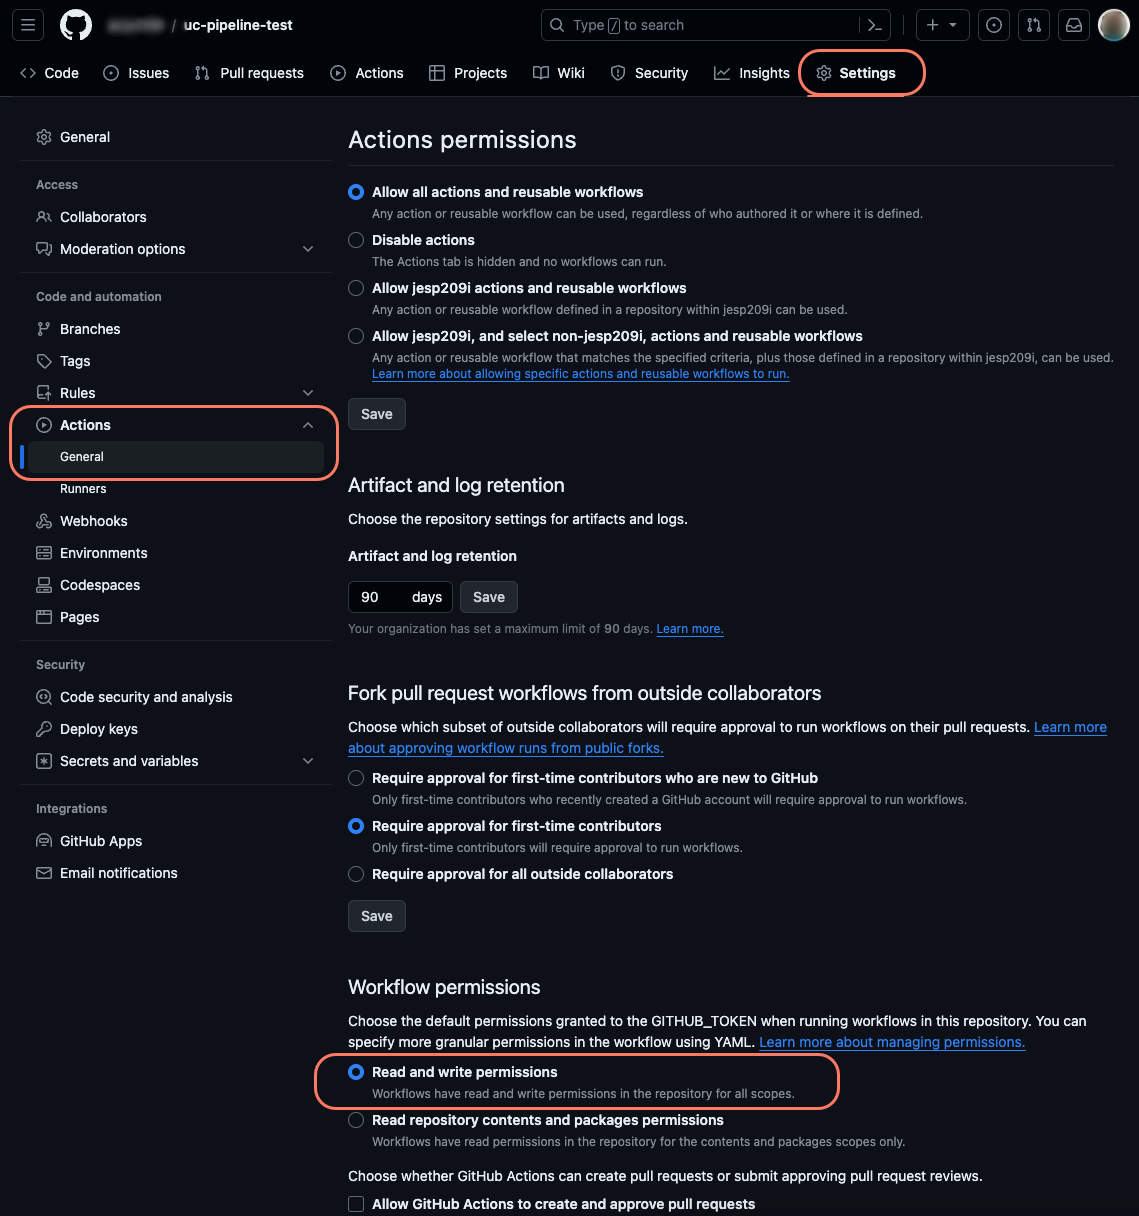 / uc-pipeline-test
Type / to search
Code Issues Pull requests Actions Projects Wiki Security Insights Settings
General
Access
Collaborators
Moderation options
Code and automation
Branches
Tags
Rules
Actions
General
Runners
Webhooks
Environments
Codespaces
Pages
Security
Code security and analysis
Deploy keys
Secrets and variables
Integrations
GitHub Apps
Email notifications
Actions permissions
Allow all actions and reusable workflows
Any action or reusable workflow can be used, regardless of who authored it or where it is defined.
Disable actions
The Actions tab is hidden and no workflows can run.
Allow jesp209i actions and reusable workflows
Any action or reusable workflow defined in a repository within jesp209i can be used.
Allow jesp209i, and select non-jesp209i, actions and reusable workflows
Any action or reusable workflow that matches the specified criteria, plus those defined in a repository within jesp209i, can be used.
Learn more about allowing specific actions and reusable workflows to run.
Save
Artifact and log retention
Choose the repository settings for artifacts and logs.
Artifact and log retention
90 days Save
Your organization has set a maximum limit of 90 days. Learn more.
Fork pull request workflows from outside collaborators
Choose which subset of outside collaborators will require approval to run workflows on their pull requests. Learn more
about approving workflow runs from public forks.
Require approval for first-time contributors who are new to GitHub
Only first-time contributors who recently created a GitHub account will require approval to run workflows.
Require approval for first-time contributors
Only first-time contributors will require approval to run workflows.
Require approval for all outside collaborators
Save
Workflow permissions
Choose the default permissions granted to the GITHUB_TOKEN when running workflows in this repository. You can
specify more granular permissions in the workflow using YAML. Learn more about managing permissions.
Read and write permissions
Workflows have read and write permissions in the repository for all scopes.
Read repository contents and packages permissions
Workflows have read permissions in the repository for the contents and packages scopes only.
Choose whether GitHub Actions can create pull requests or submit approving pull request reviews.
Allow GitHub Actions to create and approve pull requests